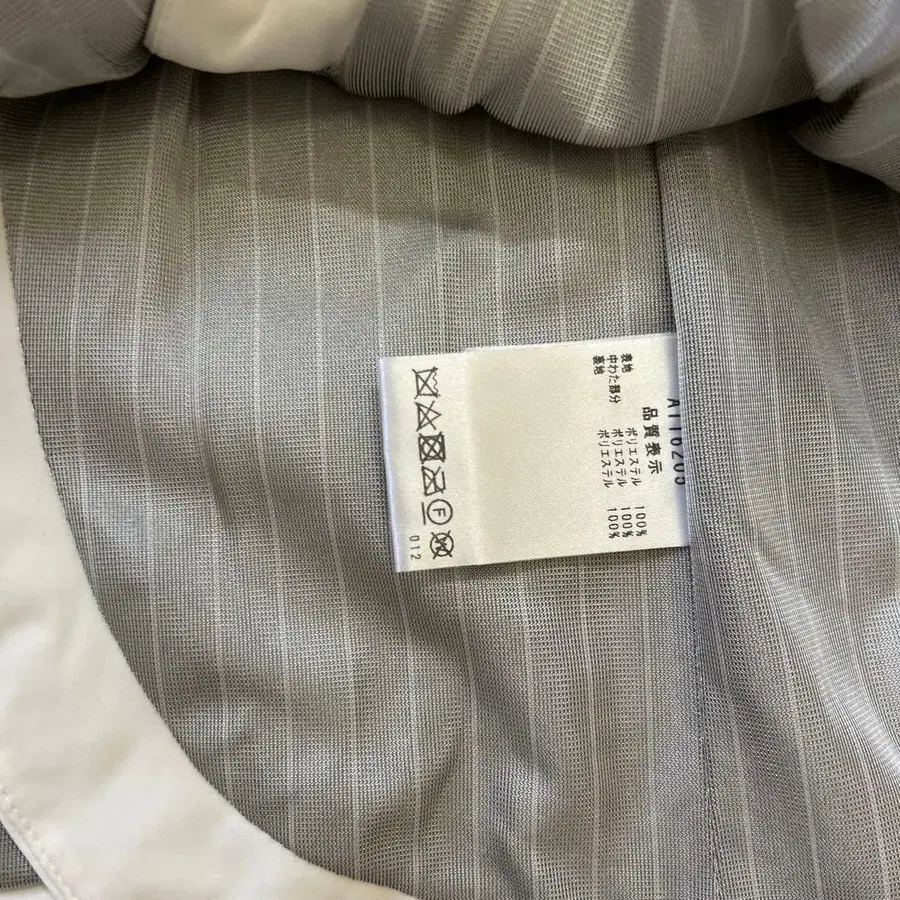 品質表示
表地 ポリエステル 100%
中わた部分 ポリエステル 100%
裏地 ポリエステル 100%
F W
012